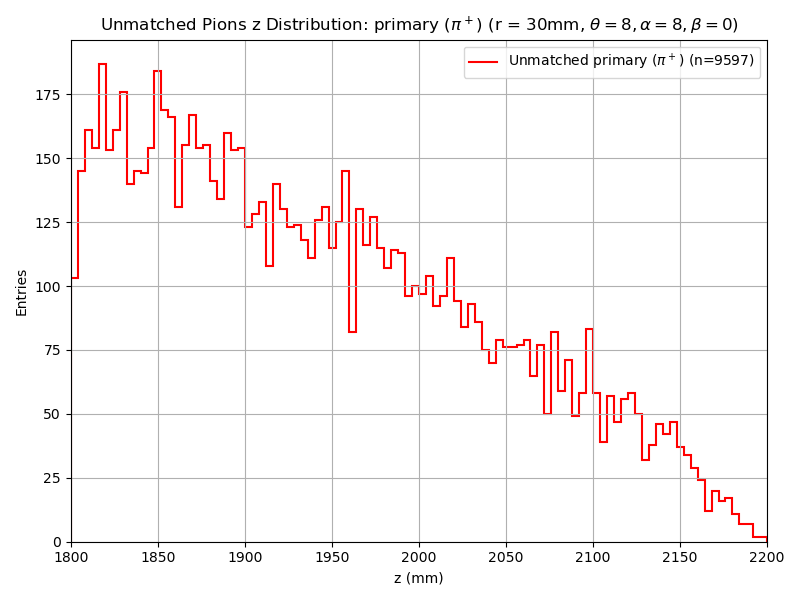 Unmatched Pions z Distribution: primary (π⁺) (r = 30mm, θ = 8, α = 8, β = 0)
Unmatched primary (π⁺) (n=9597)
Entries
175
150
125
100
75
50
25
0
1800 1850 1900 1950 2000 2050 2100 2150 2200
z (mm)